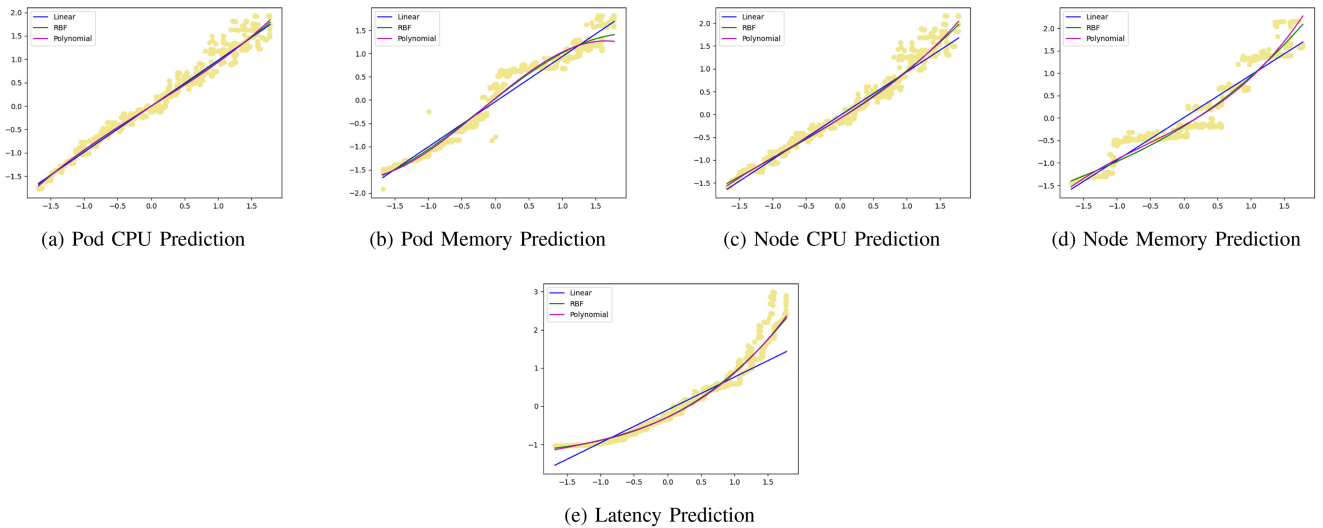 2.0
1.5
1.0
0.5
0.0
−0.5
−1.0
−1.5
Linear
RBF
Polynomial
−1.5 −1.0 −0.5 0.0 0.5 1.0 1.5
(a) Pod CPU Prediction
1.5
1.0
0.5
0.0
−0.5
−1.0
−1.5
−2.0
Linear
RBF
Polynomial
−1.5 −1.0 −0.5 0.0 0.5 1.0 1.5
(b) Pod Memory Prediction
2.0
1.5
1.0
0.5
0.0
−0.5
−1.0
−1.5
Linear
RBF
Polynomial
−1.5 −1.0 −0.5 0.0 0.5 1.0 1.5
(c) Node CPU Prediction
2.0
1.5
1.0
0.5
0.0
−0.5
−1.0
−1.5
Linear
RBF
Polynomial
−1.5 −1.0 −0.5 0.0 0.5 1.0 1.5
(d) Node Memory Prediction
3
2
1
0
−1
Linear
RBF
Polynomial
−1.5 −1.0 −0.5 0.0 0.5 1.0 1.5
(e) Latency Prediction